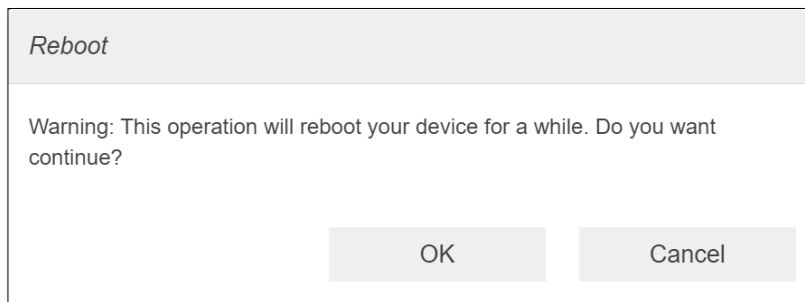 Reboot
Warning: This operation will reboot your device for a while. Do you want
continue?
OK Cancel